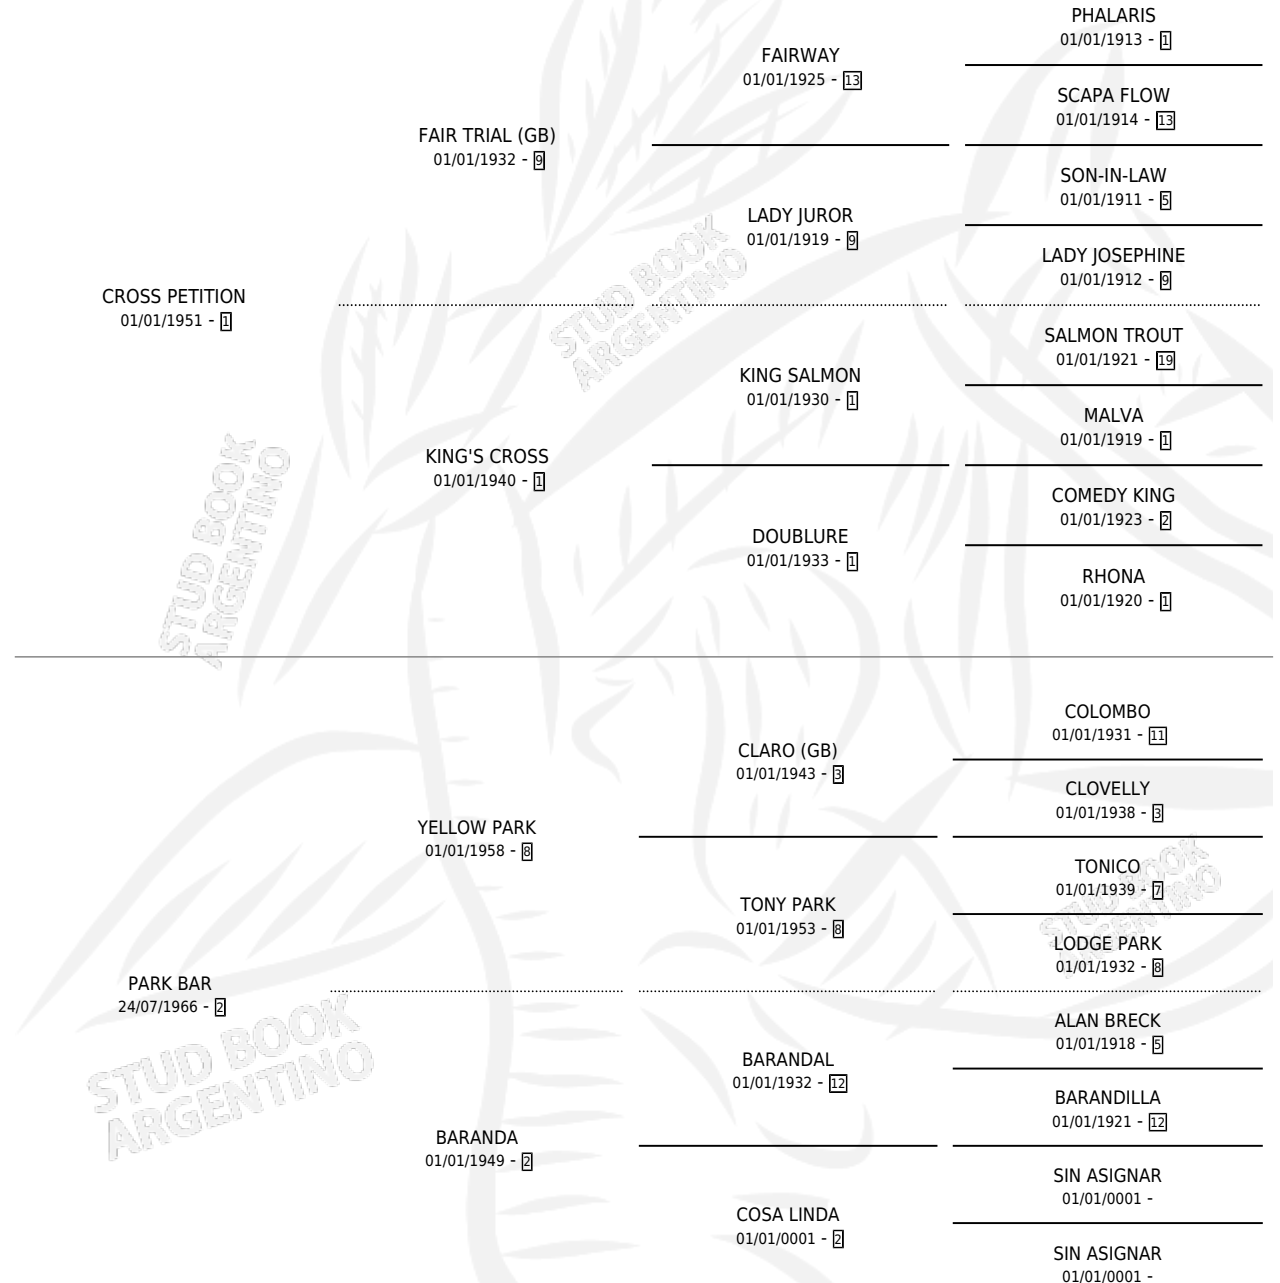 PHALARIS
01/01/1913 - 1
FAIRWAY
01/01/1925 - 13
SCAPA FLOW
01/01/1914 - 13
FAIR TRIAL (GB)
01/01/1932 - 9
SON-IN-LAW
01/01/1911 - 5
LADY JUROR
01/01/1919 - 9
LADY JOSEPHINE
01/01/1912 - 9
CROSS PETITION
01/01/1951 - 1
SALMON TROUT
01/01/1921 - 19
KING SALMON
01/01/1930 - 1
MALVA
01/01/1919 - 1
KING'S CROSS
01/01/1940 - 1
COMEDY KING
01/01/1923 - 2
DOUBLURE
01/01/1933 - 1
RHONA
01/01/1920 - 1
STUD BOOK
ARGENTINO
STUD BOOK
ARGENTINO
COLOMBO
01/01/1931 - 11
CLARO (GB)
01/01/1943 - 3
CLOVELLY
01/01/1938 - 3
YELLOW PARK
01/01/1958 - 8
TONICO
01/01/1939 - 7
TONY PARK
01/01/1953 - 8
LODGE PARK
01/01/1932 - 8
STUD BOOK
ARGENTINO
PARK BAR
24/07/1966 - 2
ALAN BRECK
01/01/1918 - 5
BARANDAL
01/01/1932 - 12
BARANDILLA
01/01/1921 - 12
BARANDA
01/01/1949 - 2
SIN ASIGNAR
01/01/0001 -
COSA LINDA
01/01/0001 - 2
SIN ASIGNAR
01/01/0001 -
STUD BOOK
ARGENTINO